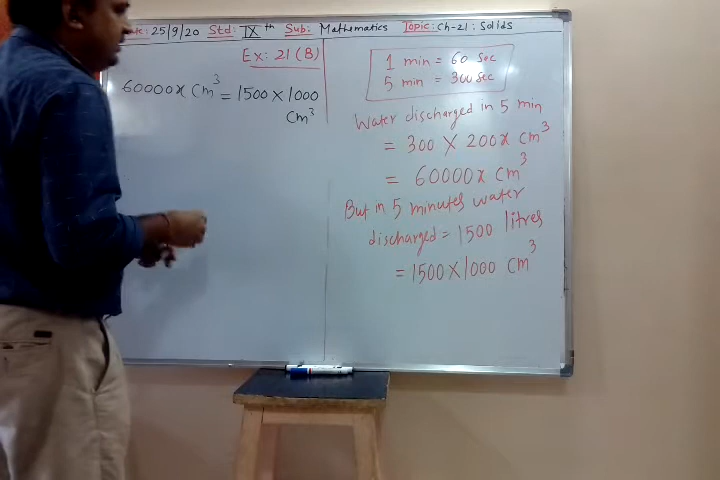 25/9/20 Std: IXth Sub: Mathematics Topic: Ch-21: Solids
Ex: 21 (B)
60000x Cm³ = 1500 X 1000
Cm³
1 min = 60 Sec
5 min = 300 Sec
Water discharged in 5 min
= 300 X 200x Cm³
= 60000x Cm³
But in 5 minutes water
discharged = 1500 litres
= 1500 X 1000 Cm³